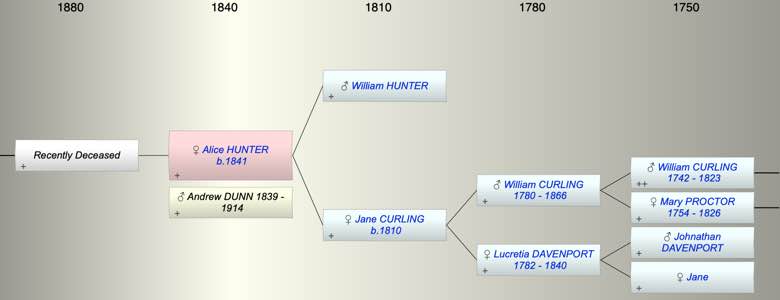 1880 1840 1810 1780 1750
Recently Deceased
+
♀ Alice HUNTER
b.1841
+
♂ Andrew DUNN 1839 -
1914
+
♂ William HUNTER
+
♀ Jane CURLING
b.1810
+
♂ William CURLING
1780 - 1866
+
♀ Lucretia DAVENPORT
1782 - 1840
+
♂ William CURLING
1742 - 1823
++
♀ Mary PROCTOR
1754 - 1826
+
♂ Johnathan
DAVENPORT
+
♀ Jane
+